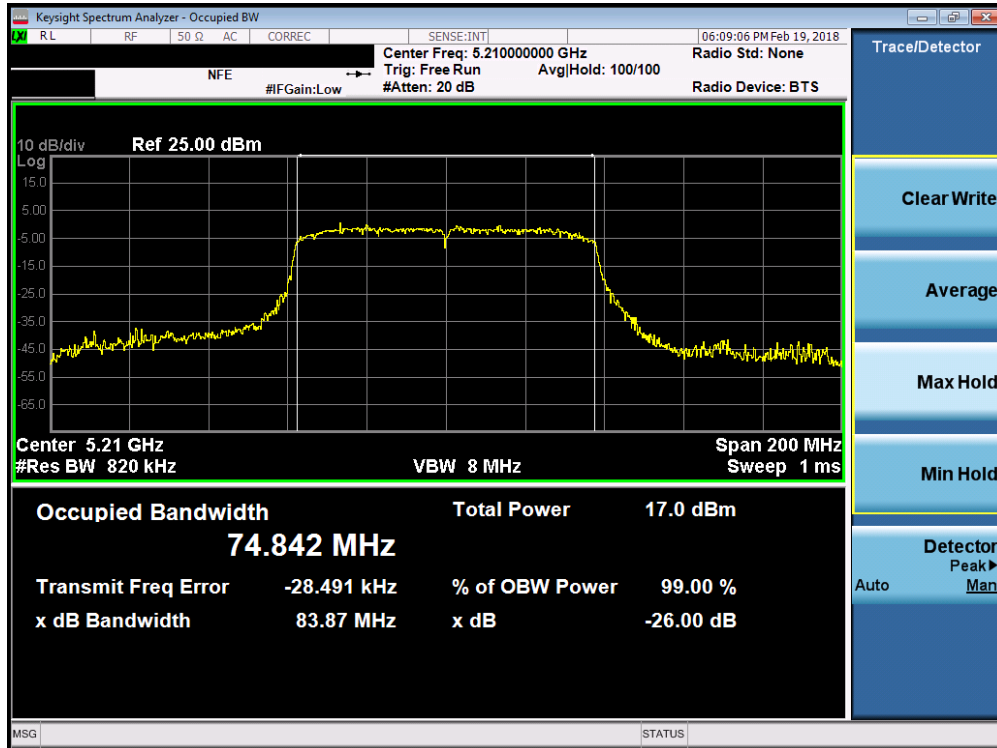 Keysight Spectrum Analyzer - Occupied BW
LXI RL RF 50 Ω AC CORREC SENSE:INT 06:09:06 PM Feb 19, 2018
Center Freq: 5.210000000 GHz Radio Std: None
NFE Trig: Free Run Avg|Hold: 100/100
#IFGain:Low #Atten: 20 dB Radio Device: BTS
10 dB/div Ref 25.00 dBm
Log
15.0
5.00
-5.00
-15.0
-25.0
-35.0
-45.0
-55.0
-65.0
Center 5.21 GHz Span 200 MHz
#Res BW 820 kHz VBW 8 MHz Sweep 1 ms
Occupied Bandwidth Total Power 17.0 dBm
74.842 MHz
Transmit Freq Error -28.491 kHz % of OBW Power 99.00 %
x dB Bandwidth 83.87 MHz x dB -26.00 dB
MSG STATUS
Trace/Detector
Clear Write
Average
Max Hold
Min Hold
Detector
Peak▶
Auto Man